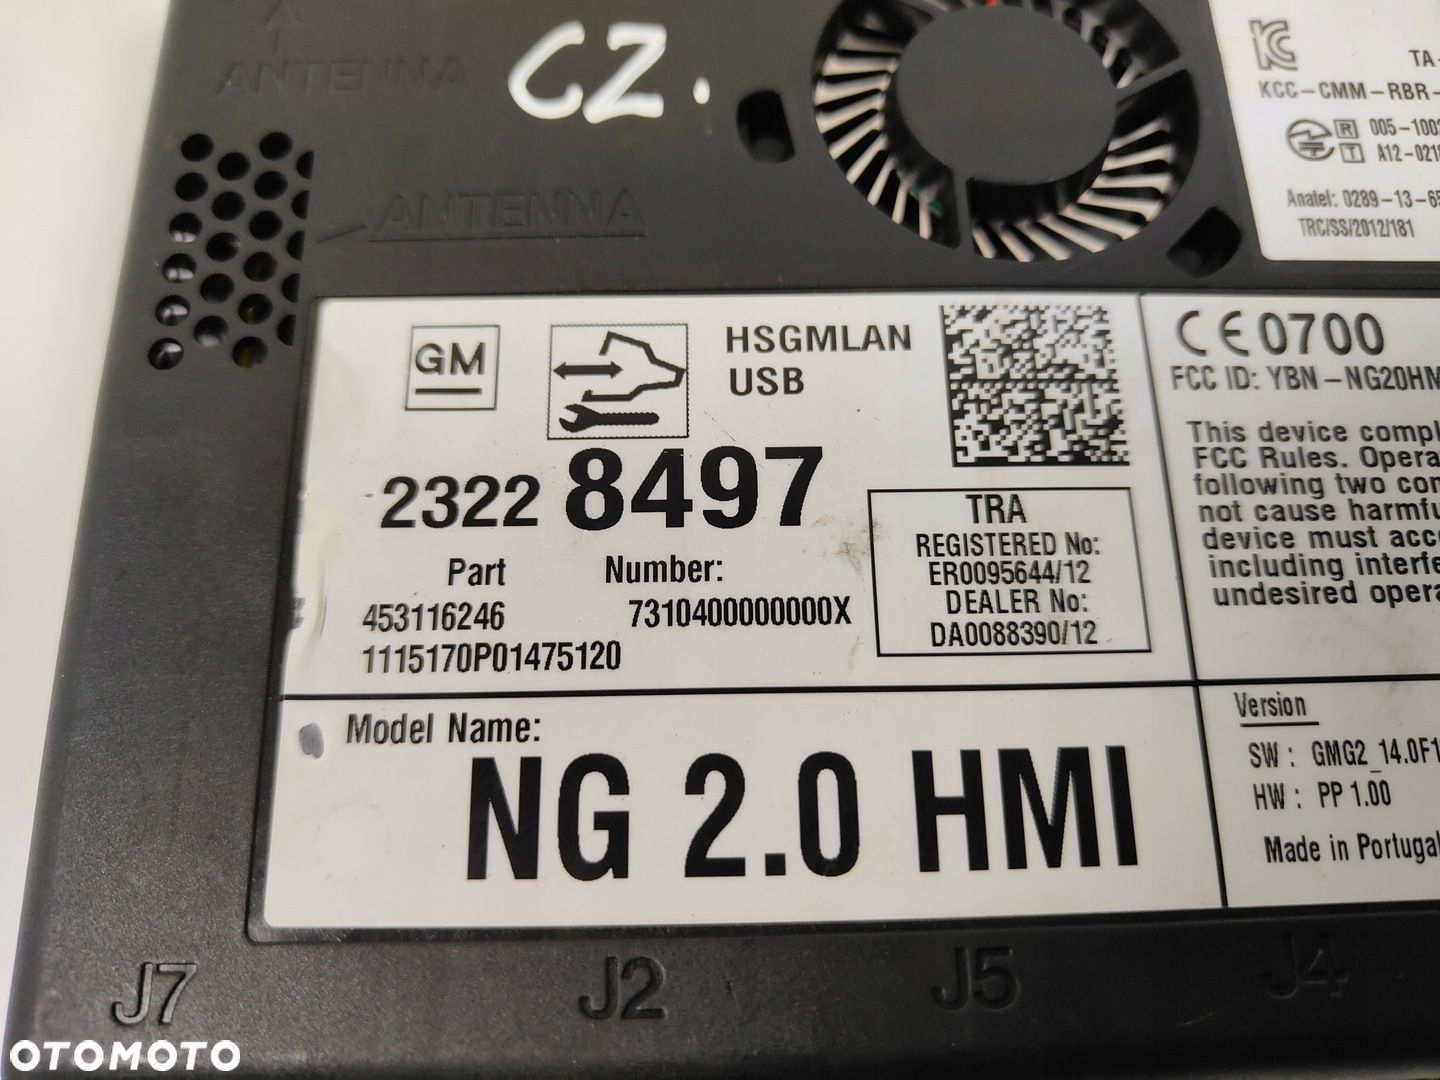 ANTENNA
CZ.
ANTENNA
TA-
KCC-CMM-RBR-
R 005-100
T A12-021
Anatel: 0289-13-65
TRC/SS/2012/181
GM
HSGMLAN
USB
2322 8497
Part Number:
453116246 7310400000000X
1115170P01475120
TRA
REGISTERED No:
ER0095644/12
DEALER No:
DA0088390/12
CE0700
FCC ID: YBN-NG20HM
This device compl
FCC Rules. Opera
following two con
not cause harmfu
device must acc
including interfe
undesired opera
Model Name:
NG 2.0 HMI
Version
SW : GMG2_14.0F1
HW : PP 1.00
Made in Portugal
J7 J2 J5 J4
OTOMOTO